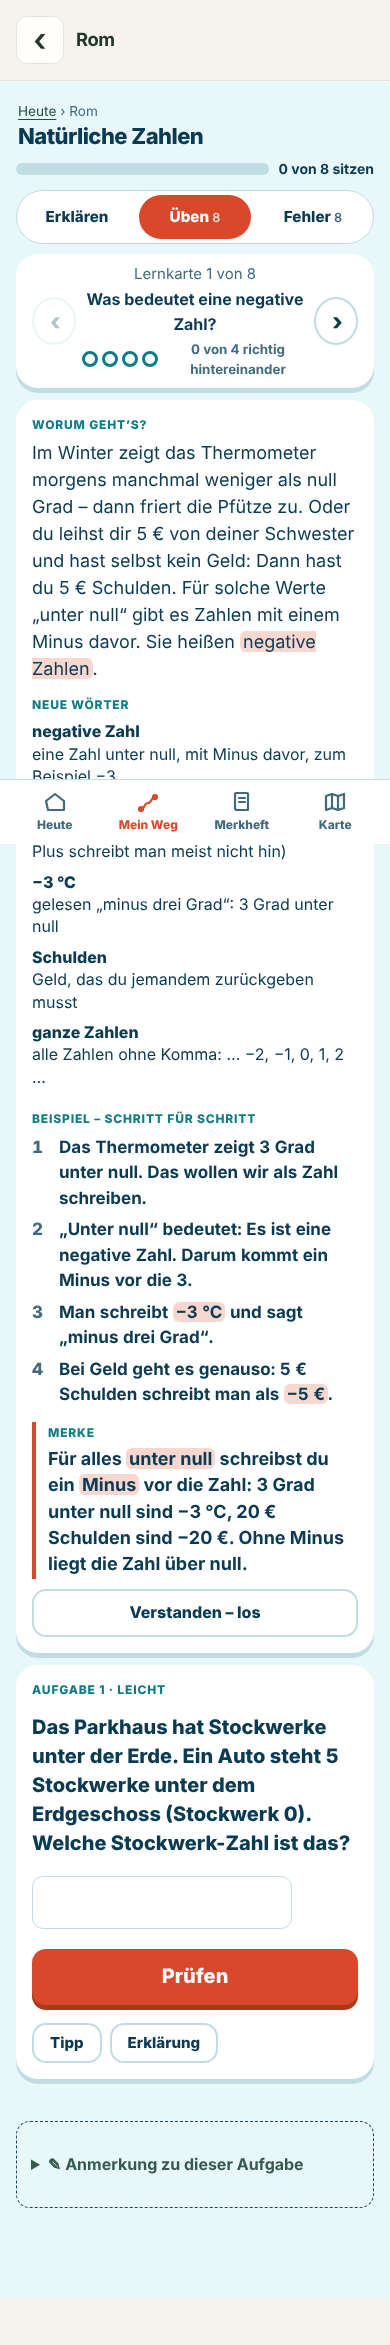 ‹ Rom
Heute › Rom
Natürliche Zahlen
0 von 8 sitzen
Erklären
Üben 8
Fehler 8
Lernkarte 1 von 8
‹
Was bedeutet eine negative
Zahl?
›
0 von 4 richtig
hintereinander
WORUM GEHT'S?
Im Winter zeigt das Thermometer
morgens manchmal weniger als null
Grad – dann friert die Pfütze zu. Oder
du leihst dir 5 € von deiner Schwester
und hast selbst kein Geld: Dann hast
du 5 € Schulden. Für solche Werte
„unter null“ gibt es Zahlen mit einem
Minus davor. Sie heißen negative
Zahlen.
NEUE WÖRTER
negative Zahl
eine Zahl unter null, mit Minus davor, zum
Beispiel −3
Heute
Mein Weg
Merkheft
Karte
Plus schreibt man meist nicht hin)
−3 °C
gelesen „minus drei Grad“: 3 Grad unter
null
Schulden
Geld, das du jemandem zurückgeben
musst
ganze Zahlen
alle Zahlen ohne Komma: … −2, −1, 0, 1, 2
…
BEISPIEL – SCHRITT FÜR SCHRITT
1 Das Thermometer zeigt 3 Grad
unter null. Das wollen wir als Zahl
schreiben.
2 „Unter null“ bedeutet: Es ist eine
negative Zahl. Darum kommt ein
Minus vor die 3.
3 Man schreibt −3 °C und sagt
„minus drei Grad“.
4 Bei Geld geht es genauso: 5 €
Schulden schreibt man als −5 €.
MERKE
Für alles unter null schreibst du
ein Minus vor die Zahl: 3 Grad
unter null sind −3 °C, 20 €
Schulden sind −20 €. Ohne Minus
liegt die Zahl über null.
Verstanden – los
AUFGABE 1 · LEICHT
Das Parkhaus hat Stockwerke
unter der Erde. Ein Auto steht 5
Stockwerke unter dem
Erdgeschoss (Stockwerk 0).
Welche Stockwerk-Zahl ist das?
Prüfen
Tipp
Erklärung
▶ ✎ Anmerkung zu dieser Aufgabe